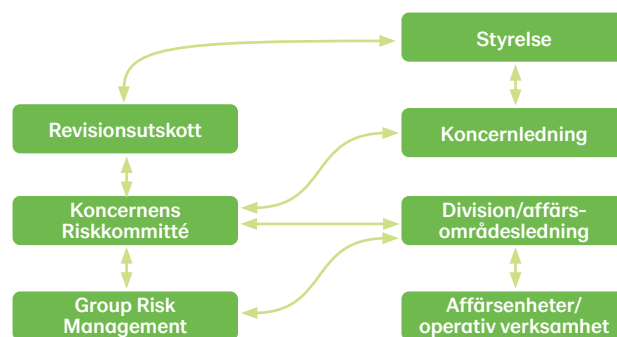 Styrelse
Revisionsutskott
Koncernledning
Koncernens
Riskkommitté
Division/affärs-
områdesledning
Group Risk
Management
Affärsenheter/
operativ verksamhet